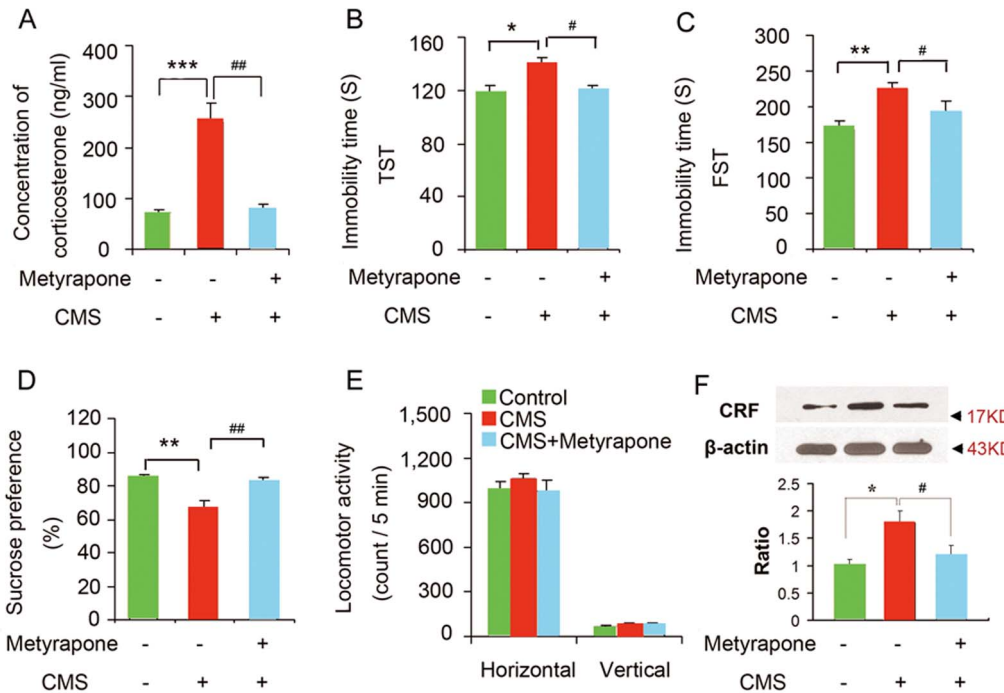 A
Concentration of
corticosterone (ng/ml)
400
300
200
100
0
***
##
Metyrapone - - +
CMS - + +
B
Immobility time (S)
TST
160
120
80
40
0
*
#
- - +
- + +
C
Immobility time (S)
FST
300
250
200
150
100
50
0
**
#
Metyrapone - - +
CMS - + +
D
Sucrose preference
(%)
120
100
80
60
40
20
0
**
##
Metyrapone - - +
CMS - + +
E
Locomotor activity
(count / 5 min)
1,500
1,200
900
600
300
0
Control
CMS
CMS+Metyrapone
Horizontal Vertical
F
CRF
17KD
β-actin
43KD
Ratio
2.5
2
1.5
1
0.5
0
*
#
Metyrapone - - +
CMS - + +